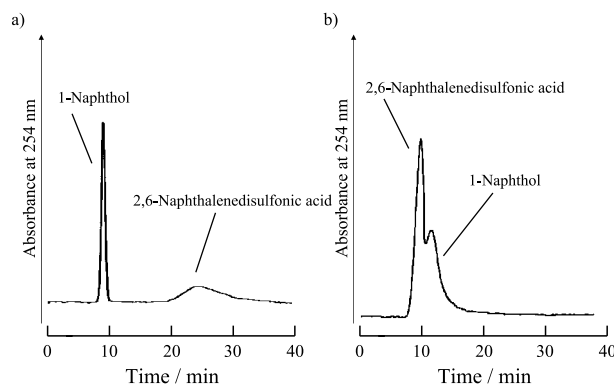 a)
1-Naphthol
2,6-Naphthalenedisulfonic acid
Absorbance at 254 nm
0 10 20 30 40
Time / min
b)
2,6-Naphthalenedisulfonic acid
1-Naphthol
Absorbance at 254 nm
0 10 20 30 40
Time / min